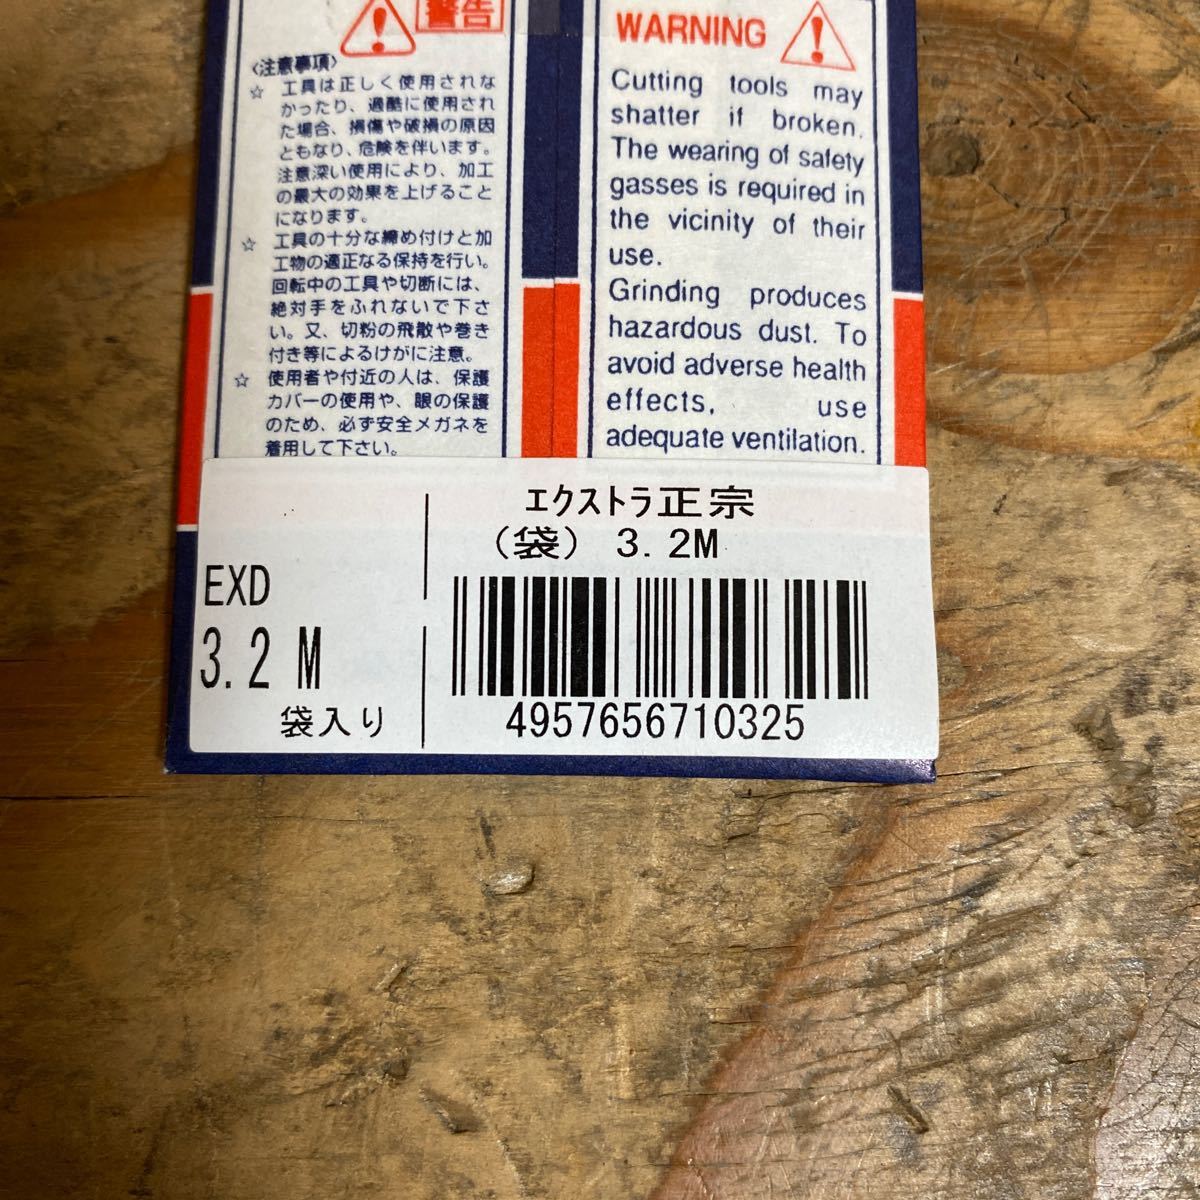 警告
〈注意事項〉
☆ 工具は正しく使用されな
かったり、過酷に使用され
た場合、損傷や破損の原因
ともなり、危険を伴います。
注意深い使用により、加工
の最大の効果を上げること
になります。
☆ 工具の十分な締め付けと加
工物の適正なる保持を行い。
回転中の工具や切断には、
絶対手をふれないで下さ
い。又、切粉の飛散や巻き
付き等によるけがに注意。
☆ 使用者や付近の人は、保護
カバーの使用や、眼の保護
のため、必ず安全メガネを
着用して下さい。
WARNING
Cutting tools may
shatter if broken.
The wearing of safety
gasses is required in
the vicinity of their
use.
Grinding produces
hazardous dust. To
avoid adverse health
effects, use
adequate ventilation.
EXD
3.2 M
袋入り
エクストラ正宗
(袋) 3.2M
4957656710325